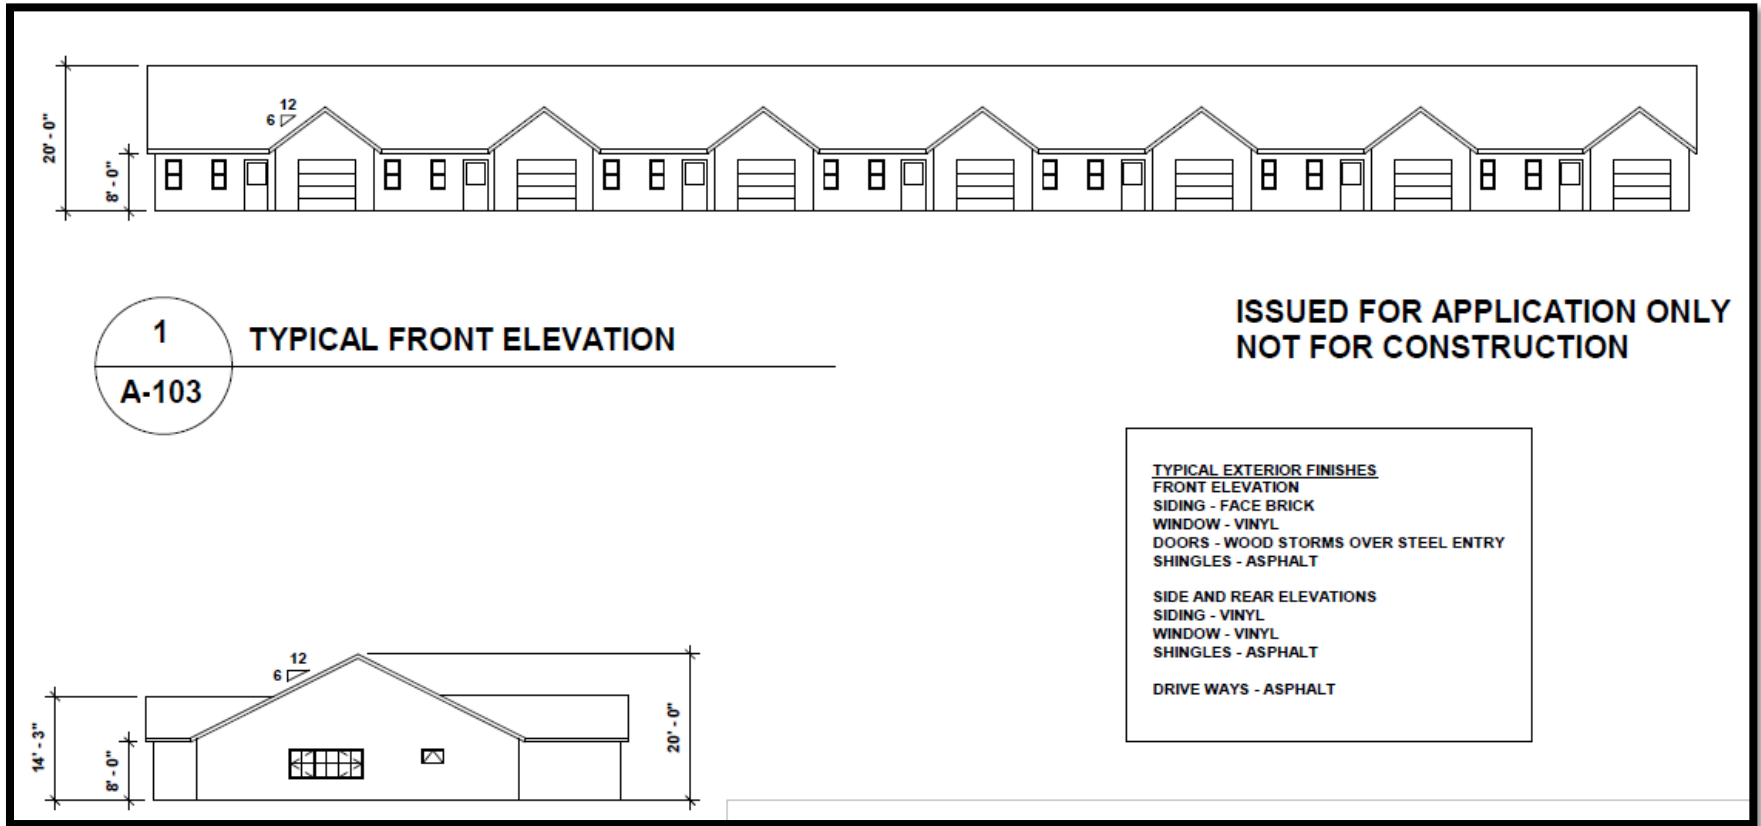 20' - 0"
8' - 0"
12
6
1
A-103
TYPICAL FRONT ELEVATION
ISSUED FOR APPLICATION ONLY
NOT FOR CONSTRUCTION
TYPICAL EXTERIOR FINISHES
FRONT ELEVATION
SIDING - FACE BRICK
WINDOW - VINYL
DOORS - WOOD STORMS OVER STEEL ENTRY
SHINGLES - ASPHALT
SIDE AND REAR ELEVATIONS
SIDING - VINYL
WINDOW - VINYL
SHINGLES - ASPHALT
DRIVE WAYS - ASPHALT
12
6
14' - 3"
8' - 0"
20' - 0"